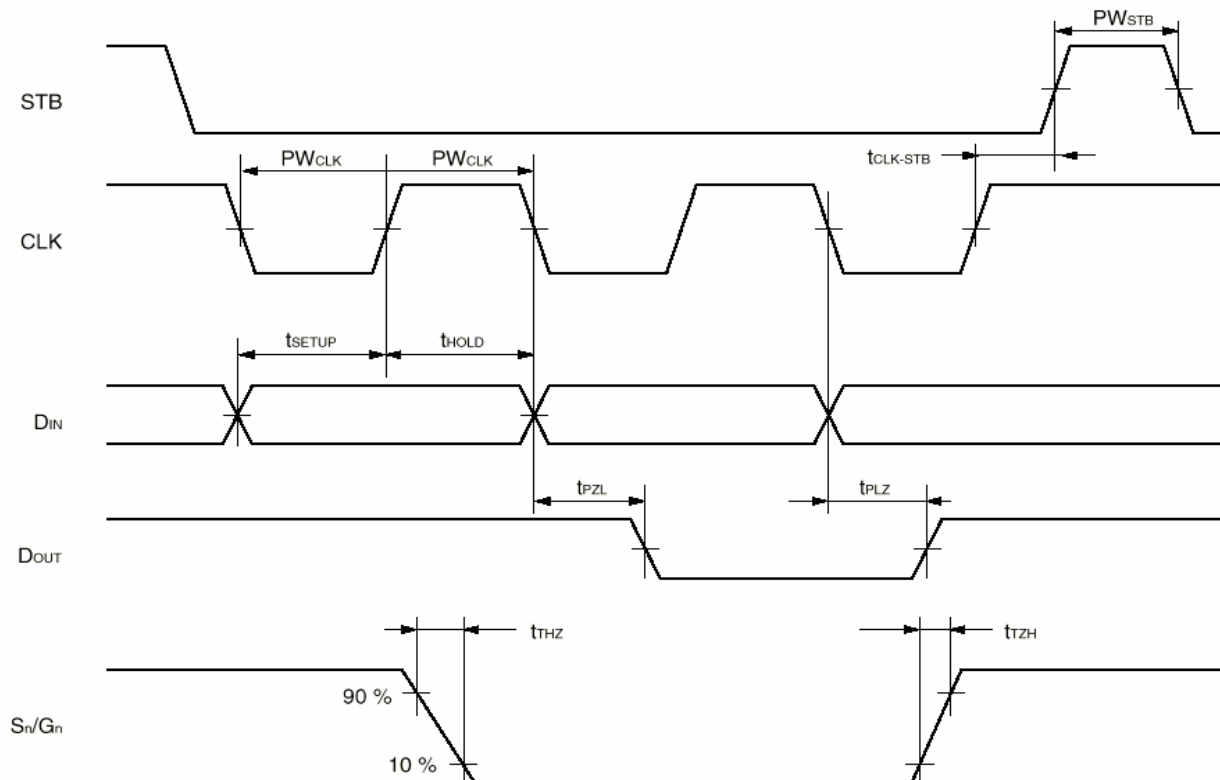 PWSTB
STB
tCLK-STB
PWCLK PWCLK
CLK
tSETUP tHOLD
DIN
tPZL tPLZ
DOUT
tTHZ tTZH
90 %
Sn/Gn
10 %